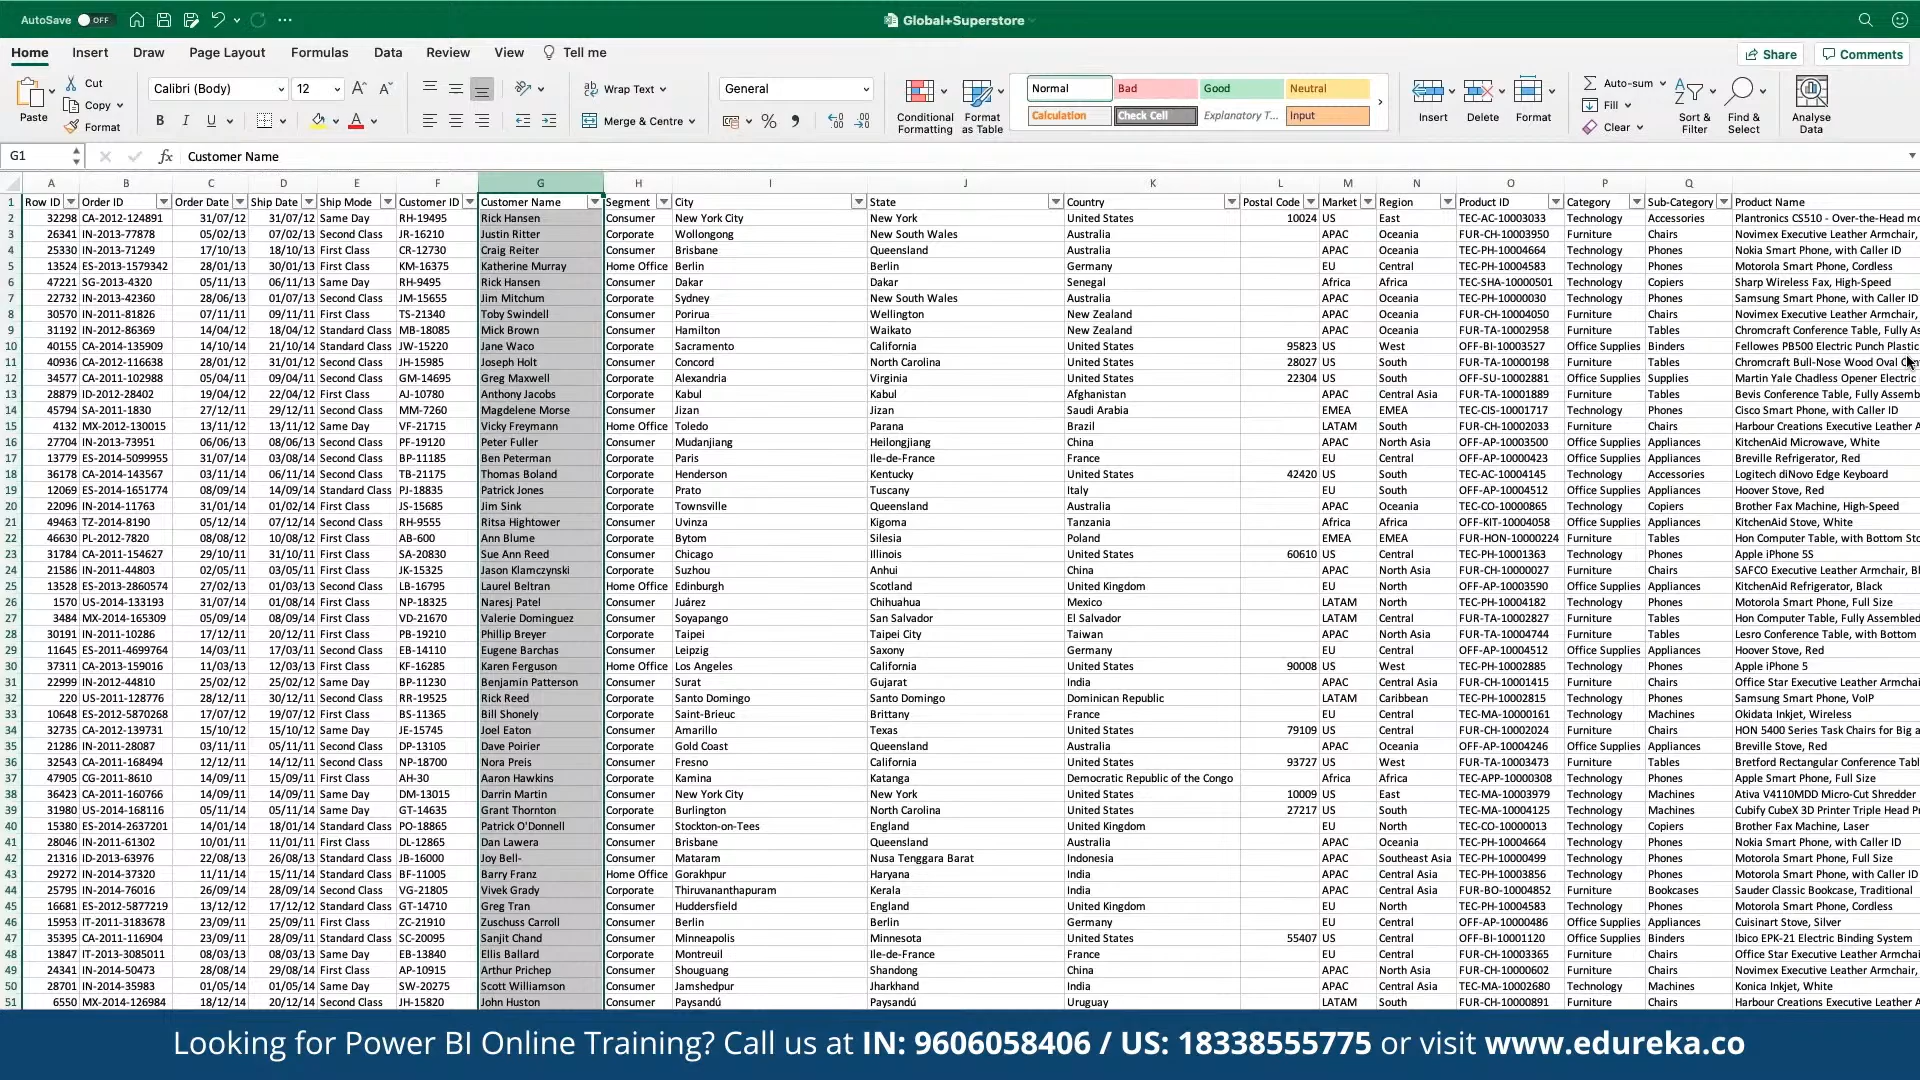 AutoSave OFF Global+Superstore
Home Insert Draw Page Layout Formulas Data Review View Tell me Share Comments
Paste Cut Copy Format Calibri (Body) 12 Wrap Text Merge & Centre General Conditional Formatting Format as Table Normal Bad Good Neutral Calculation Check Cell Explanatory T... Input Insert Delete Format Auto-sum Fill Clear Sort & Filter Find & Select Analyse Data
G1 fx Customer Name
A B C D E F G H I J K L M N O P Q
1 Row ID Order ID Order Date Ship Date Ship Mode Customer ID Customer Name Segment City State Country Postal Code Market Region Product ID Category Sub-Category Product Name
2 32298 CA-2012-124891 31/07/12 31/07/12 Same Day RH-19495 Rick Hansen Consumer New York City New York United States 10024 US East TEC-AC-10003033 Technology Accessories Plantronics CS510 - Over-the-Head mo
3 26341 IN-2013-77878 05/02/13 07/02/13 Second Class JR-16210 Justin Ritter Corporate Wollongong New South Wales Australia APAC Oceania FUR-CH-10003950 Furniture Chairs Novimex Executive Leather Armchair,
4 25330 IN-2013-71249 17/10/13 18/10/13 First Class CR-12730 Craig Reiter Consumer Brisbane Queensland Australia APAC Oceania TEC-PH-10004664 Technology Phones Nokia Smart Phone, with Caller ID
5 13524 ES-2013-1579342 28/01/13 30/01/13 First Class KM-16375 Katherine Murray Home Office Berlin Berlin Germany EU Central TEC-PH-10004583 Technology Phones Motorola Smart Phone, Cordless
6 47221 SG-2013-4320 05/11/13 06/11/13 Same Day RH-9495 Rick Hansen Consumer Dakar Dakar Senegal Africa Africa TEC-SHA-10000501 Technology Copiers Sharp Wireless Fax, High-Speed
7 22732 IN-2013-42360 28/06/13 01/07/13 Second Class JM-15655 Jim Mitchum Corporate Sydney New South Wales Australia APAC Oceania TEC-PH-10000030 Technology Phones Samsung Smart Phone, with Caller ID
8 30570 IN-2011-81826 07/11/11 09/11/11 First Class TS-21340 Toby Swindell Consumer Porirua Wellington New Zealand APAC Oceania FUR-CH-10004050 Furniture Chairs Novimex Executive Leather Armchair,
9 31192 IN-2012-86369 14/04/12 18/04/12 Standard Class MB-18085 Mick Brown Consumer Hamilton Waikato New Zealand APAC Oceania FUR-TA-10002958 Furniture Tables Chromcraft Conference Table, Fully As
10 40155 CA-2014-135909 14/10/14 21/10/14 Standard Class JW-15220 Jane Waco Corporate Sacramento California United States 95823 US West OFF-BI-10003527 Office Supplies Binders Fellowes PB500 Electric Punch Plastic
11 40936 CA-2012-116638 28/01/12 31/01/12 Second Class JH-15985 Joseph Holt Consumer Concord North Carolina United States 28027 US South FUR-TA-10000198 Furniture Tables Chromcraft Bull-Nose Wood Oval
12 34577 CA-2011-102988 05/04/11 09/04/11 Second Class GM-14695 Greg Maxwell Corporate Alexandria Virginia United States 22304 US South OFF-SU-10002881 Office Supplies Supplies Martin Yale Chadless Opener Electric
13 28879 ID-2012-28402 19/04/12 22/04/12 First Class AJ-10780 Anthony Jacobs Corporate Kabul Kabul Afghanistan APAC Central Asia FUR-TA-10001889 Furniture Tables Bevis Conference Table, Fully Assemb
14 45794 SA-2011-1830 27/12/11 29/12/11 Second Class MM-7260 Magdelene Morse Consumer Jizan Jizan Saudi Arabia EMEA EMEA TEC-CIS-10001717 Technology Phones Cisco Smart Phone, with Caller ID
15 4132 MX-2012-130015 13/11/12 13/11/12 Same Day VF-21715 Vicky Freymann Home Office Toledo Parana Brazil LATAM South FUR-CH-10002033 Furniture Chairs Harbour Creations Executive Leather A
16 27704 IN-2013-73951 06/06/13 08/06/13 Second Class PF-19120 Peter Fuller Consumer Mudanjiang Heilongjiang China APAC North Asia OFF-AP-10003500 Office Supplies Appliances KitchenAid Microwave, White
17 13779 ES-2014-5099955 31/07/14 03/08/14 Second Class BP-11185 Ben Peterman Corporate Paris Ile-de-France France EU Central OFF-AP-10000423 Office Supplies Appliances Breville Refrigerator, Red
18 36178 CA-2014-143567 03/11/14 06/11/14 Second Class TB-21175 Thomas Boland Corporate Henderson Kentucky United States 42420 US South TEC-AC-10004145 Technology Accessories Logitech diNovo Edge Keyboard
19 12069 ES-2014-1651774 08/09/14 14/09/14 Standard Class PJ-18835 Patrick Jones Corporate Prato Tuscany Italy EU South OFF-AP-10004512 Office Supplies Appliances Hoover Stove, Red
20 22096 IN-2014-11763 31/01/14 01/02/14 First Class JS-15685 Jim Sink Corporate Townsville Queensland Australia APAC Oceania TEC-CO-10000865 Technology Copiers Brother Fax Machine, High-Speed
21 49463 TZ-2014-8190 05/12/14 07/12/14 Second Class RH-9555 Ritsa Hightower Consumer Uvinza Kigoma Tanzania Africa Africa OFF-KIT-10004058 Office Supplies Appliances KitchenAid Stove, White
22 46630 PL-2012-7820 08/08/12 10/08/12 First Class AB-600 Ann Blume Corporate Bytom Silesia Poland EMEA EMEA FUR-HON-10000224 Furniture Tables Hon Computer Table, with Bottom Sto
23 31784 CA-2011-154627 29/10/11 31/10/11 First Class SA-20830 Sue Ann Reed Consumer Chicago Illinois United States 60610 US Central TEC-PH-10001363 Technology Phones Apple iPhone 5S
24 21586 IN-2011-44803 02/05/11 03/05/11 First Class JK-15325 Jason Klamczynski Corporate Suzhou Anhui China APAC North Asia FUR-CH-10000027 Furniture Chairs SAFCO Executive Leather Armchair, Bl
25 13528 ES-2013-2860574 27/02/13 01/03/13 Second Class LB-16795 Laurel Beltran Home Office Edinburgh Scotland United Kingdom EU North OFF-AP-10003590 Office Supplies Appliances KitchenAid Refrigerator, Black
26 1570 US-2014-133193 31/07/14 01/08/14 First Class NP-18325 Naresj Patel Consumer Juárez Chihuahua Mexico LATAM North TEC-PH-10004182 Technology Phones Motorola Smart Phone, Full Size
27 3484 MX-2014-165309 05/09/14 08/09/14 First Class VD-21670 Valerie Dominguez Consumer Soyapango San Salvador El Salvador LATAM Central FUR-TA-10002827 Furniture Tables Hon Computer Table, Fully Assembled
28 30191 IN-2011-10286 17/12/11 20/12/11 First Class PB-19210 Phillip Breyer Corporate Taipei Taipei City Taiwan APAC North Asia FUR-TA-10004744 Furniture Tables Lesro Conference Table, with Bottom
29 11645 ES-2011-4699764 14/03/11 17/03/11 Second Class EB-14110 Eugene Barchas Consumer Leipzig Saxony Germany EU Central OFF-AP-10004512 Office Supplies Appliances Hoover Stove, Red
30 37311 CA-2013-159016 11/03/13 12/03/13 First Class KF-16285 Karen Ferguson Home Office Los Angeles California United States 90008 US West TEC-PH-10002885 Technology Phones Apple iPhone 5
31 22999 IN-2012-44810 25/02/12 25/02/12 Same Day BP-11230 Benjamin Patterson Consumer Surat Gujarat India APAC Central Asia FUR-CH-10001415 Furniture Chairs Office Star Executive Leather Armchai
32 220 US-2011-128776 28/12/11 30/12/11 Second Class RR-19525 Rick Reed Corporate Santo Domingo Santo Domingo Dominican Republic LATAM Caribbean TEC-PH-10002815 Technology Phones Samsung Smart Phone, VoIP
33 10648 ES-2012-5870268 17/07/12 19/07/12 First Class BS-11365 Bill Shonely Corporate Saint-Brieuc Brittany France EU Central TEC-MA-10000161 Technology Machines Okidata Inkjet, Wireless
34 32735 CA-2012-139731 15/10/12 15/10/12 Same Day JE-15745 Joel Eaton Consumer Amarillo Texas United States 79109 US Central FUR-CH-10002024 Furniture Chairs HON 5400 Series Task Chairs for Big a
35 21286 IN-2011-28087 03/11/11 05/11/11 Second Class DP-13105 Dave Poirier Corporate Gold Coast Queensland Australia APAC Oceania OFF-AP-10004246 Office Supplies Appliances Breville Stove, Red
36 32543 CA-2011-168494 12/12/11 14/12/11 Second Class NP-18700 Nora Preis Consumer Fresno California United States 93727 US West FUR-TA-10003473 Furniture Tables Bretford Rectangular Conference Tabl
37 47905 CG-2011-8610 14/09/11 15/09/11 First Class AH-30 Aaron Hawkins Corporate Kamina Katanga Democratic Republic of the Congo Africa Africa TEC-APP-10000308 Technology Phones Apple Smart Phone, Full Size
38 36423 CA-2011-160766 14/09/11 14/09/11 Same Day DM-13015 Darrin Martin Consumer New York City New York United States 10009 US East TEC-MA-10003979 Technology Machines Ativa V4110MDD Micro-Cut Shredder
39 31980 US-2014-168116 05/11/14 05/11/14 Same Day GT-14635 Grant Thornton Corporate Burlington North Carolina United States 27217 US South TEC-MA-10004125 Technology Machines Cubify CubeX 3D Printer Triple Head P
40 15380 ES-2014-2637201 14/01/14 18/01/14 Standard Class PO-18865 Patrick O'Donnell Consumer Stockton-on-Tees England United Kingdom EU North TEC-CO-10000013 Technology Copiers Brother Fax Machine, Laser
41 28046 IN-2011-61302 10/01/11 11/01/11 First Class DL-12865 Dan Lawera Consumer Brisbane Queensland Australia APAC Oceania TEC-PH-10004664 Technology Phones Nokia Smart Phone, with Caller ID
42 21316 ID-2013-63976 22/08/13 26/08/13 Standard Class JB-16000 Joy Bell- Consumer Mataram Nusa Tenggara Barat Indonesia APAC Southeast Asia TEC-PH-10000499 Technology Phones Motorola Smart Phone, Full Size
43 29272 IN-2014-37320 11/11/14 15/11/14 Standard Class BF-11005 Barry Franz Home Office Gorakhpur Haryana India APAC Central Asia TEC-PH-10003856 Technology Phones Motorola Smart Phone, with Caller ID
44 25795 IN-2014-76016 26/09/14 28/09/14 Second Class VG-21805 Vivek Grady Corporate Thiruvananthapuram Kerala India APAC Central Asia FUR-BO-10004852 Furniture Bookcases Sauder Classic Bookcase, Traditional
45 16681 ES-2012-5877219 13/12/12 17/12/12 Standard Class GT-14710 Greg Tran Consumer Huddersfield England United Kingdom EU North TEC-PH-10004583 Technology Phones Motorola Smart Phone, Cordless
46 15953 IT-2011-3183678 23/09/11 25/09/11 First Class ZC-21910 Zuschuss Carroll Consumer Berlin Berlin Germany EU Central OFF-AP-10000486 Office Supplies Appliances Cuisinart Stove, Silver
47 35395 CA-2011-116904 23/09/11 28/09/11 Standard Class SC-20095 Sanjit Chand Consumer Minneapolis Minnesota United States 55407 US Central OFF-BI-10001120 Office Supplies Binders Ibico EPK-21 Electric Binding System
48 13847 IT-2013-3085011 08/03/13 08/03/13 Same Day EB-13840 Ellis Ballard Corporate Montreuil Ile-de-France France EU Central FUR-CH-10003365 Furniture Chairs Office Star Executive Leather Armchai
49 24341 IN-2014-50473 28/08/14 29/08/14 First Class AP-10915 Arthur Prichep Consumer Shouguang Shandong China APAC North Asia FUR-CH-10000602 Furniture Chairs Novimex Executive Leather Armchair,
50 28701 IN-2014-35983 01/05/14 01/05/14 Same Day SW-20275 Scott Williamson Consumer Jamshedpur Jharkhand India APAC Central Asia TEC-MA-10002680 Technology Machines Konica Inkjet, White
51 6550 MX-2014-126984 18/12/14 20/12/14 Second Class JH-15820 John Huston Consumer Paysandú Paysandú Uruguay LATAM South FUR-CH-10000891 Furniture Chairs Harbour Creations Executive Leather A
Looking for Power BI Online Training? Call us at IN: 9606058406 / US: 18338555775 or visit www.edureka.co